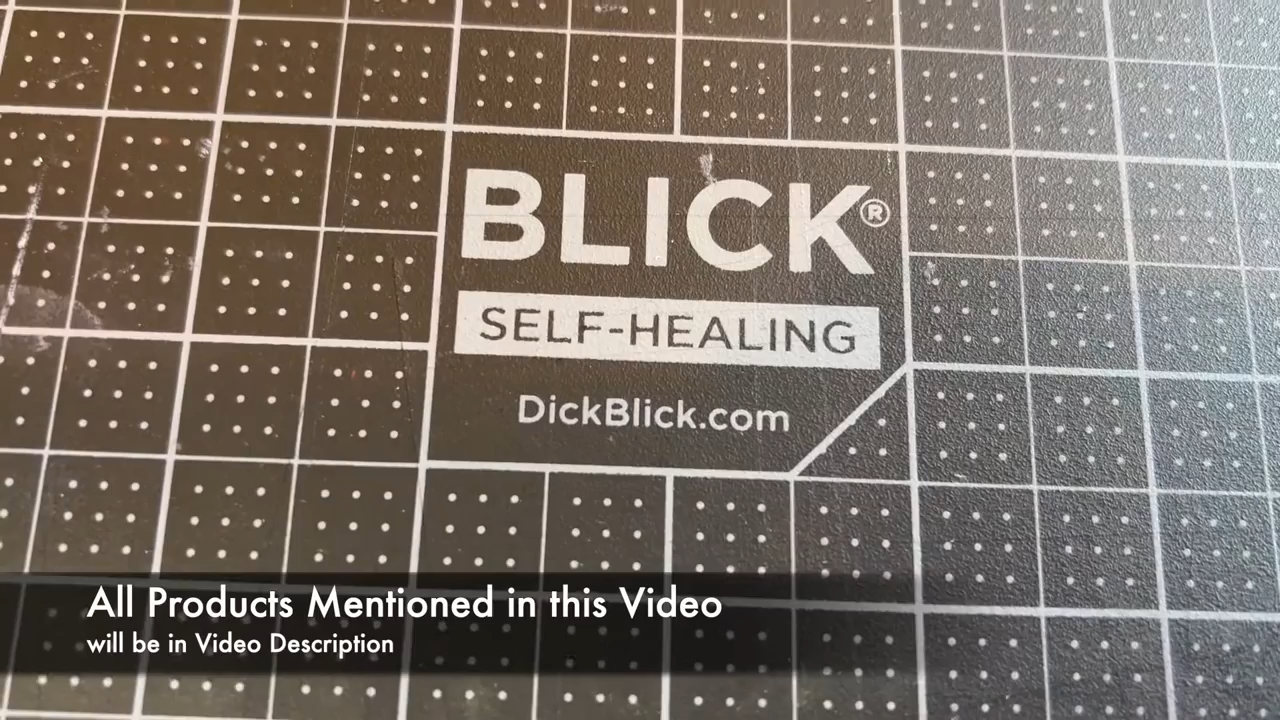 BLICK®
SELF-HEALING
DickBlick.com
All Products Mentioned in this Video
will be in Video Description